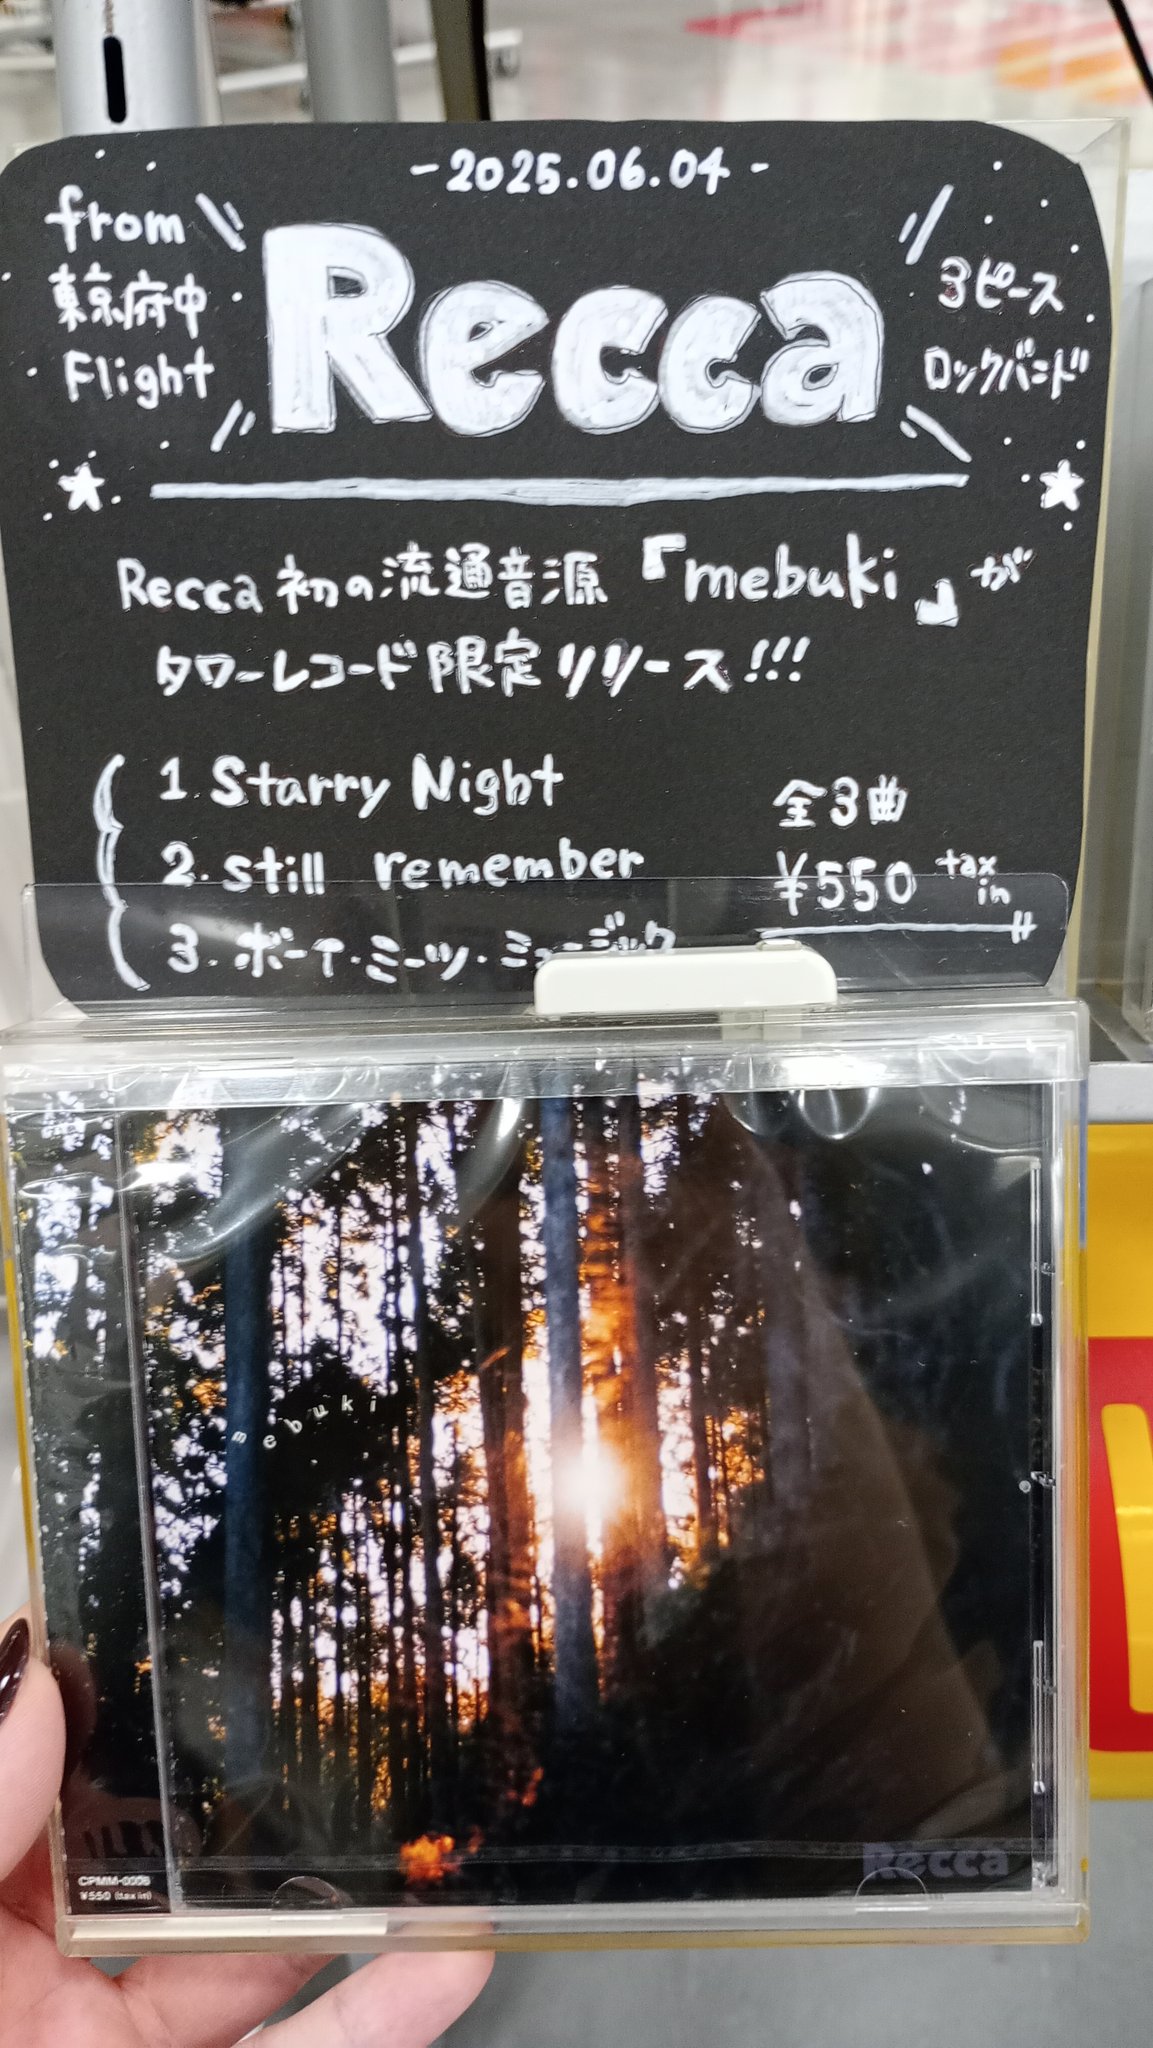 -2025.06.04-
from
東京府中
Flight
Recca
3ピース
ロックバンド
Recca 初の流通音源『mebuki』が
タワーレコード限定リリース!!!
1. Starry Night
2. still remember
3. ボーイ・ミーツ・ミュージック
全3曲
¥550 tax in
mebuki
Recca
CPMM-0006
¥550 (tax in)